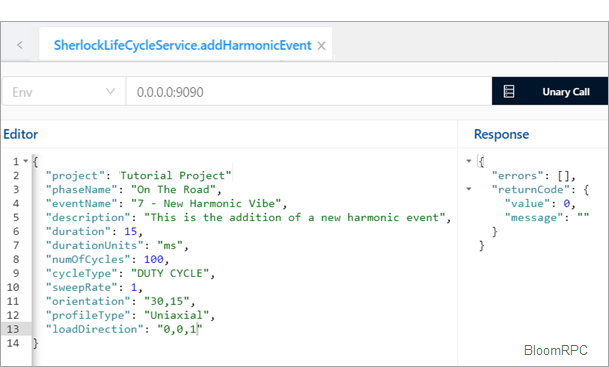 SherlockLifeCycleService.addHarmonicEvent ×
Env 0.0.0.0:9090 Unary Call
Editor Response
1 {
2 "project": "Tutorial Project"
3 "phaseName": "On The Road",
4 "eventName": "7 - New Harmonic Vibe",
5 "description": "This is the addition of a new harmonic event",
6 "duration": 15,
7 "durationUnits": "ms",
8 "numOfCycles": 100,
9 "cycleType": "DUTY CYCLE",
10 "sweepRate": 1,
11 "orientation": "30,15",
12 "profileType": "Uniaxial",
13 "loadDirection": "0,0,1"
14 }
{
"errors": [],
"returnCode": {
"value": 0,
"message": ""
}
}
BloomRPC